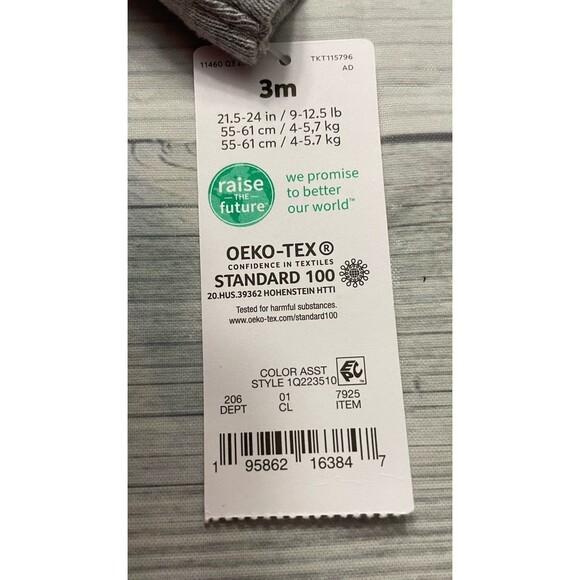 11460 Q3
TKT115796
AD
3m
21.5-24 in / 9-12.5 lb
55-61 cm / 4-5,7 kg
55-61 cm / 4-5.7 kg
raise
THE
future
we promise
to better
our world™
OEKO-TEX®
CONFIDENCE IN TEXTILES
STANDARD 100
20.HUS.39362 HOHENSTEIN HTTI
Tested for harmful substances.
www.oeko-tex.com/standard100
COLOR ASST
STYLE 1Q223510
EPC™
206 01 7925
DEPT CL ITEM
1 95862 16384 7